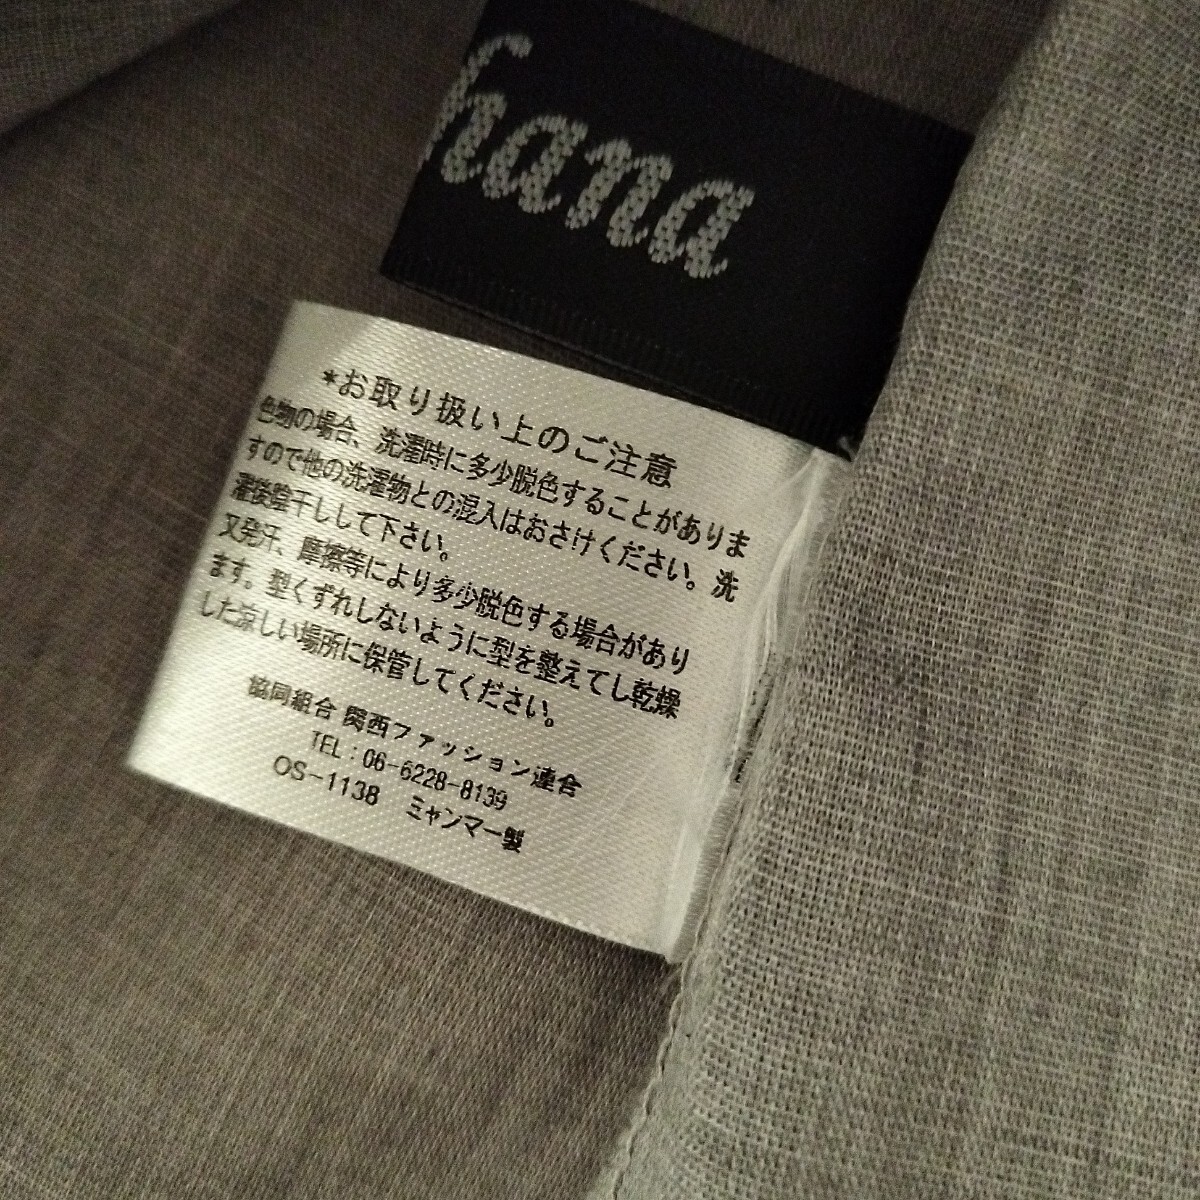 hana
*お取り扱い上のご注意
色物の場合、洗濯時に多少脱色することがありま
すので他の洗濯物との混入はおさけください。洗
濯後陰干しして下さい。
又発汗、摩擦等により多少脱色する場合があり
ます。型くずれしないように型を整えてし乾燥
した涼しい場所に保管してください。
協同組合 関西ファッション連合
TEL:06-6228-8139
OS-1138 ミャンマー製